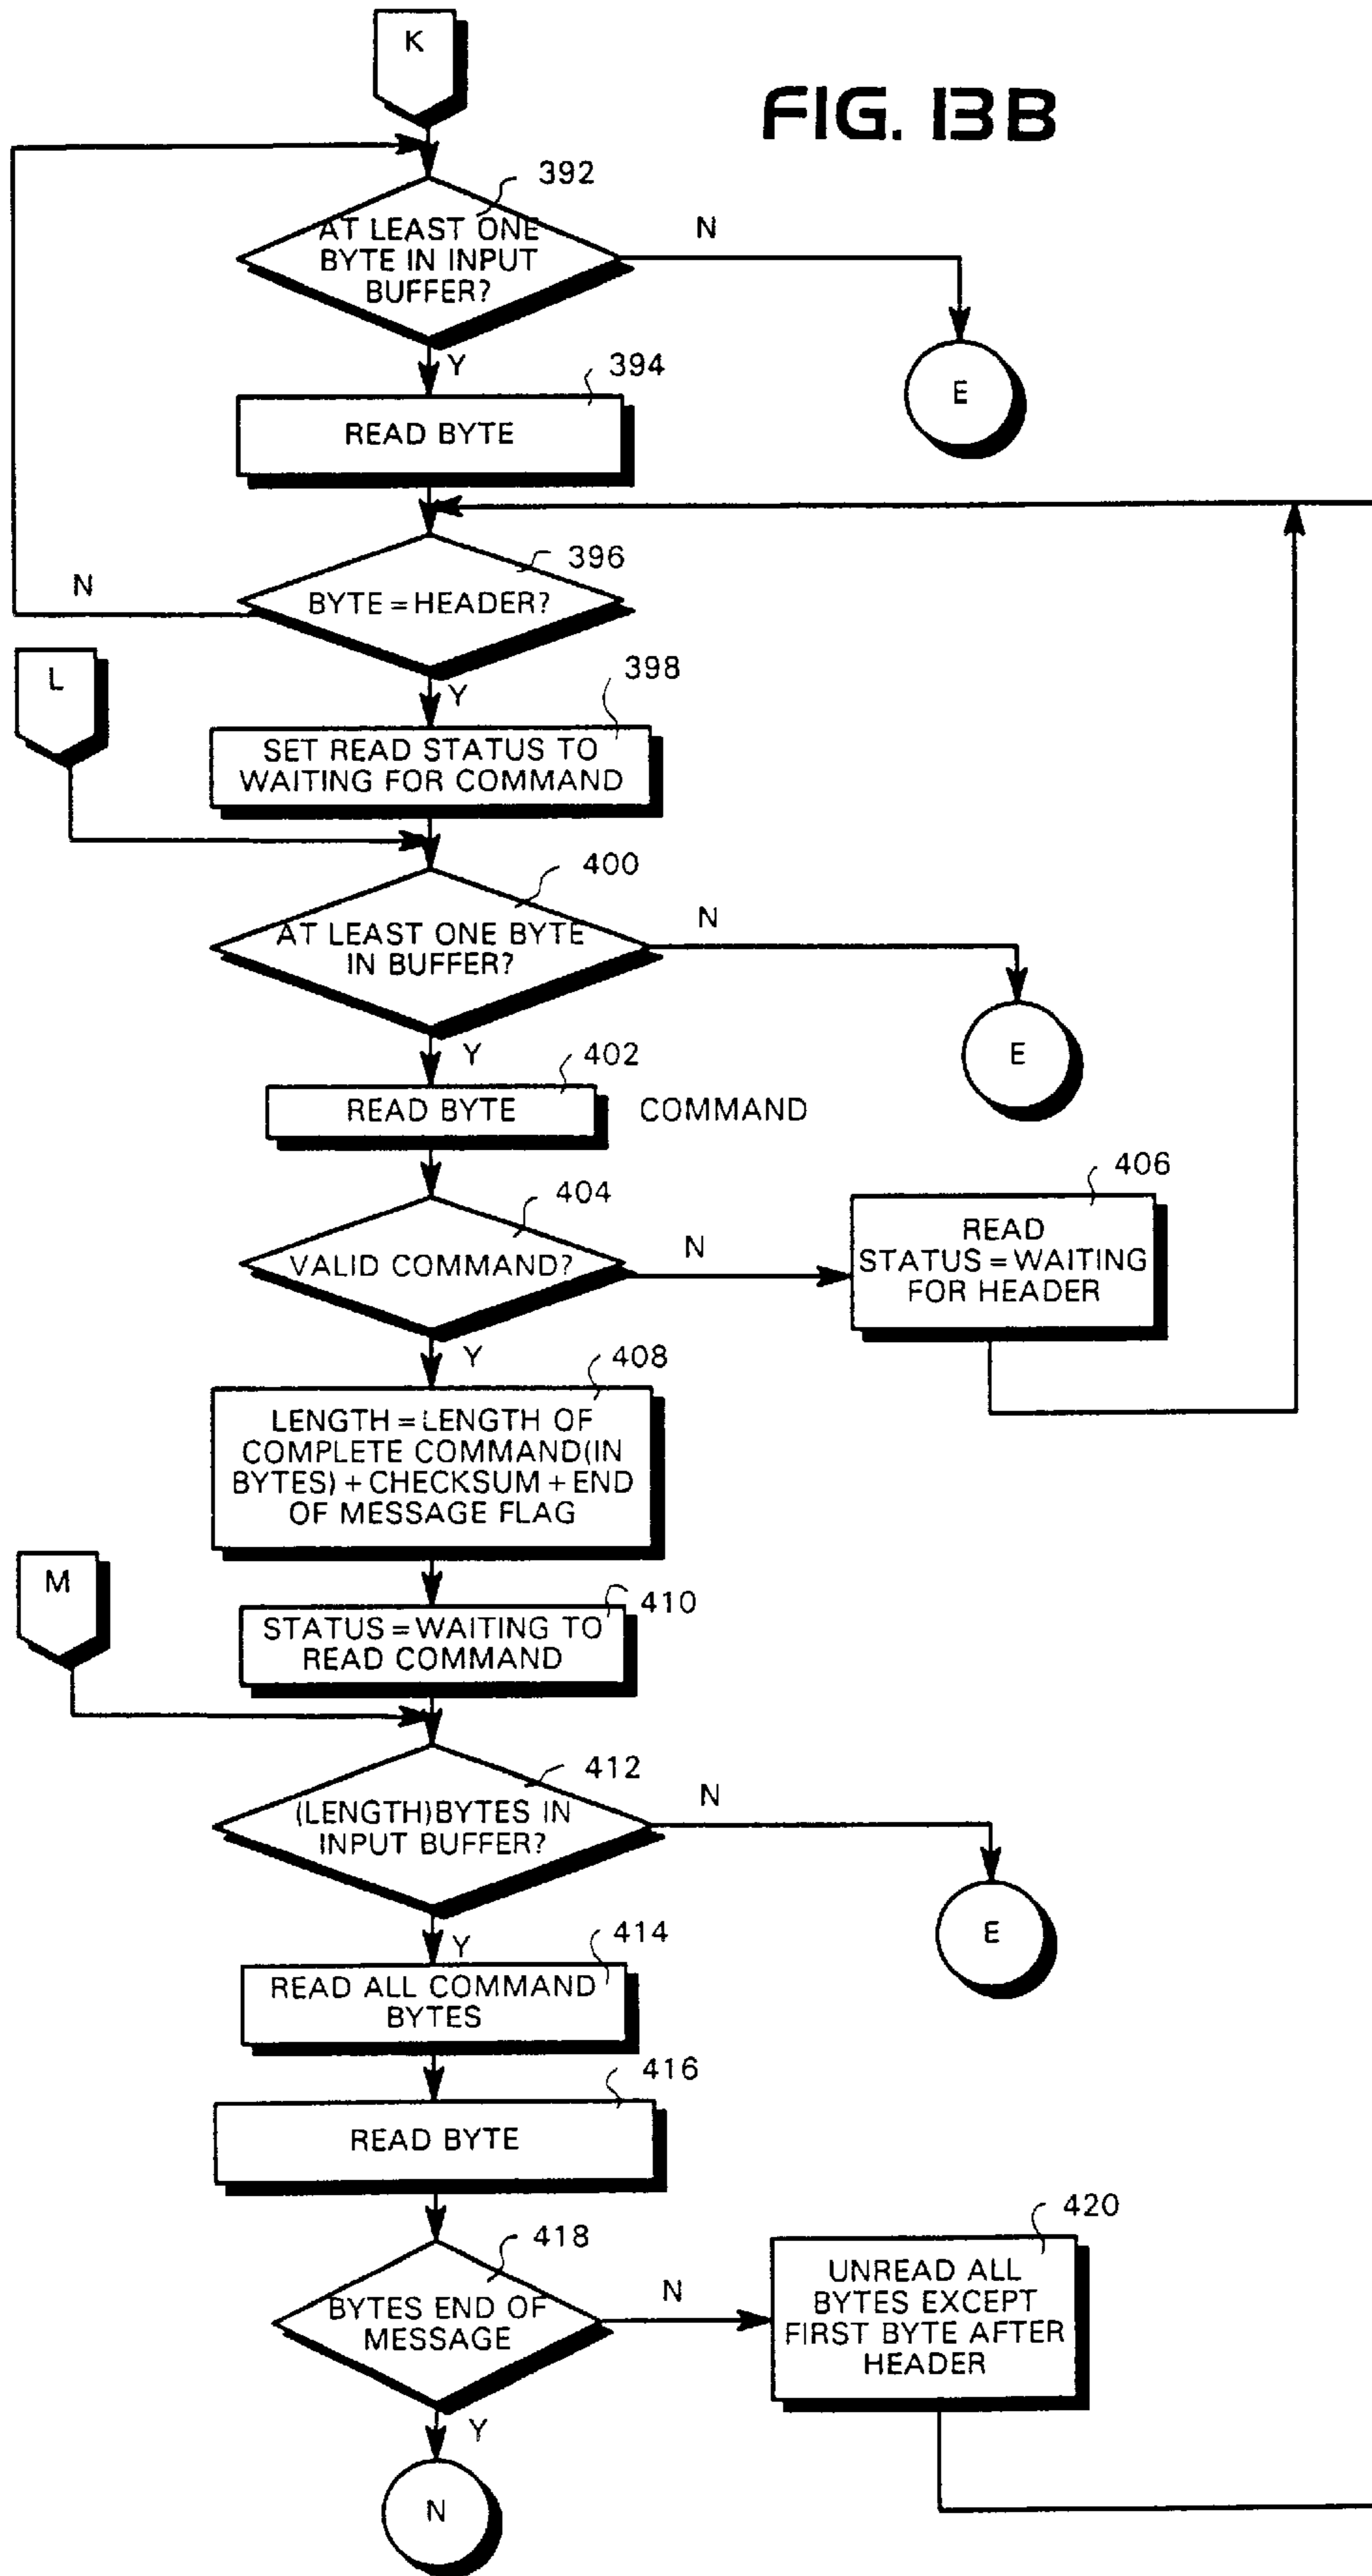 K
FIG. 13B
392
AT LEAST ONE
BYTE IN INPUT
BUFFER?
N
E
Y
394
READ BYTE
396
BYTE = HEADER?
N
L
Y
398
SET READ STATUS TO
WAITING FOR COMMAND
400
AT LEAST ONE BYTE
IN BUFFER?
N
E
Y
402
READ BYTE
COMMAND
404
VALID COMMAND?
N
406
READ
STATUS = WAITING
FOR HEADER
Y
408
LENGTH = LENGTH OF
COMPLETE COMMAND(IN
BYTES) + CHECKSUM + END
OF MESSAGE FLAG
M
410
STATUS = WAITING TO
READ COMMAND
412
(LENGTH)BYTES IN
INPUT BUFFER?
N
E
Y
414
READ ALL COMMAND
BYTES
416
READ BYTE
418
BYTES END OF
MESSAGE
N
420
UNREAD ALL
BYTES EXCEPT
FIRST BYTE AFTER
HEADER
Y
N